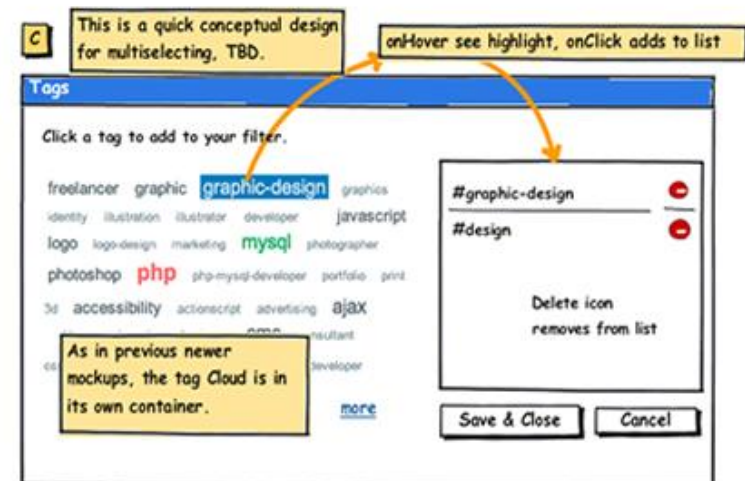 C
This is a quick conceptual design
for multiselecting, TBD.
onHover see highlight, onClick adds to list
Tags
Click a tag to add to your filter.
freelancer graphic graphic-design graphics
identity illustration illustrator developer javascript
logo logo-design marketing mysql photographer
photoshop php php-mysql-developer portfolio print
3d accessibility actionscript advertising ajax
developer
As in previous newer
mockups, the tag Cloud is in
its own container.
more
#graphic-design
#design
Delete icon
removes from list
Save & Close Cancel